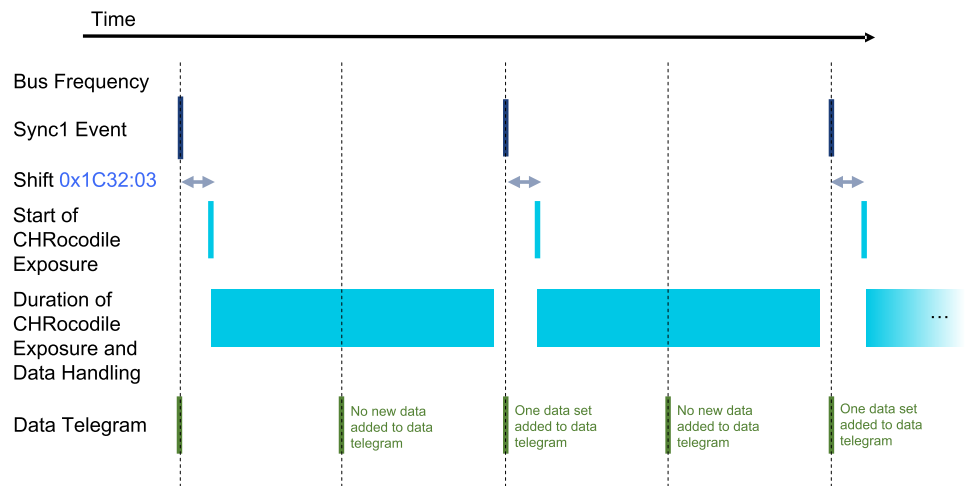 Time
Bus Frequency
Sync1 Event
Shift 0x1C32:03
Start of
CHRocodile
Exposure
Duration of
CHRocodile
Exposure and
Data Handling
...
Data Telegram
No new data
added to data
telegram
One data set
added to data
telegram
No new data
added to data
telegram
One data set
added to data
telegram